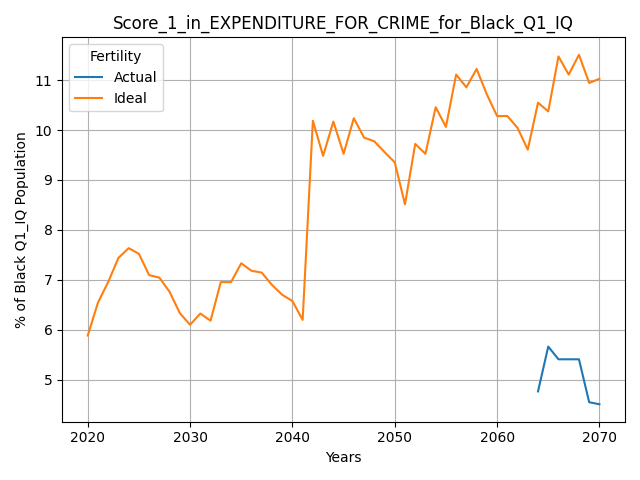 Score_1_in_EXPENDITURE_FOR_CRIME_for_Black_Q1_IQ
Fertility
Actual
Ideal
% of Black Q1_IQ Population
11
10
9
8
7
6
5
2020 2030 2040 2050 2060 2070
Years